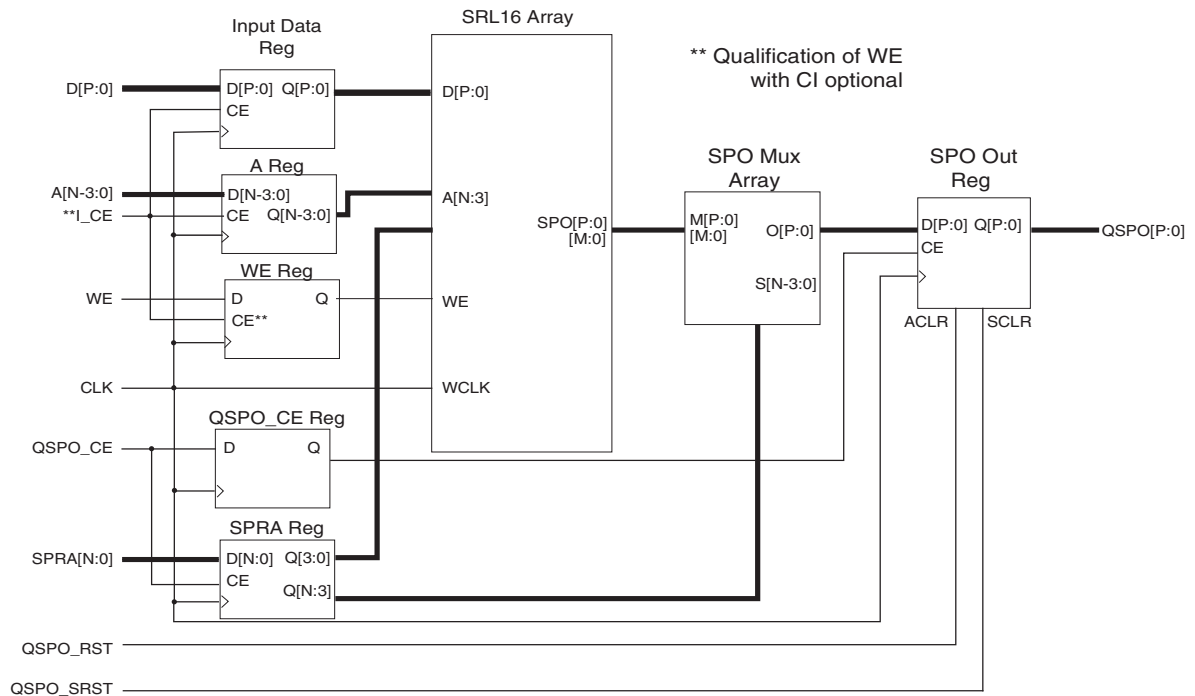 SRL16 Array
Input Data
Reg
** Qualification of WE
with CI optional
D[P:0]
D[P:0] Q[P:0]
CE
D[P:0]
A Reg
A[N-3:0]
**I_CE
D[N-3:0]
CE Q[N-3:0]
A[N:3]
SPO[P:0]
[M:0]
SPO Mux
Array
M[P:0]
[M:0]
O[P:0]
S[N-3:0]
SPO Out
Reg
D[P:0] Q[P:0]
CE
QSPO[P:0]
ACLR SCLR
WE Reg
WE
D Q
CE**
WE
CLK
WCLK
QSPO_CE Reg
QSPO_CE
D Q
SPRA Reg
SPRA[N:0]
D[N:0] Q[3:0]
CE
Q[N:3]
QSPO_RST
QSPO_SRST